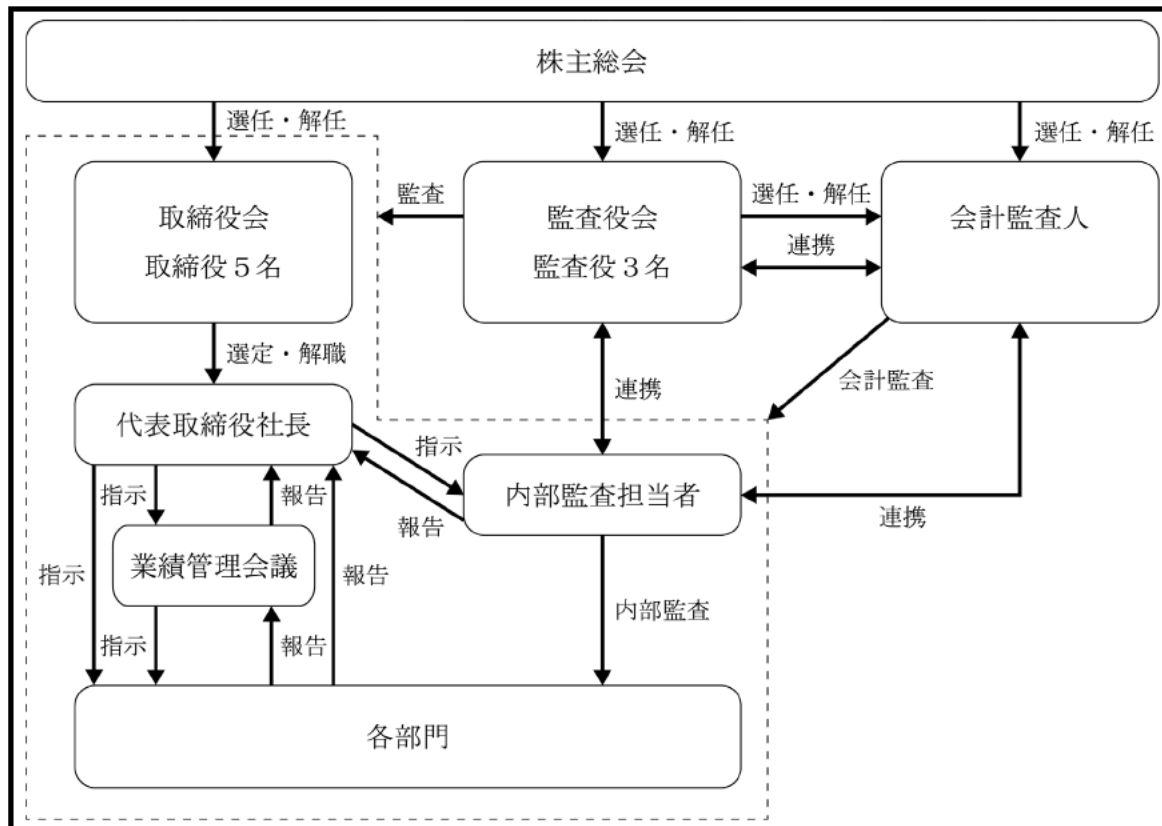 株主総会
選任・解任
選任・解任
選任・解任
取締役会
取締役5名
監査
監査役会
監査役3名
選任・解任
連携
会計監査人
選定・解職
連携
会計監査
代表取締役社長
指示
報告
内部監査担当者
連携
指示
報告
業績管理会議
指示
報告
内部監査
指示
報告
各部門